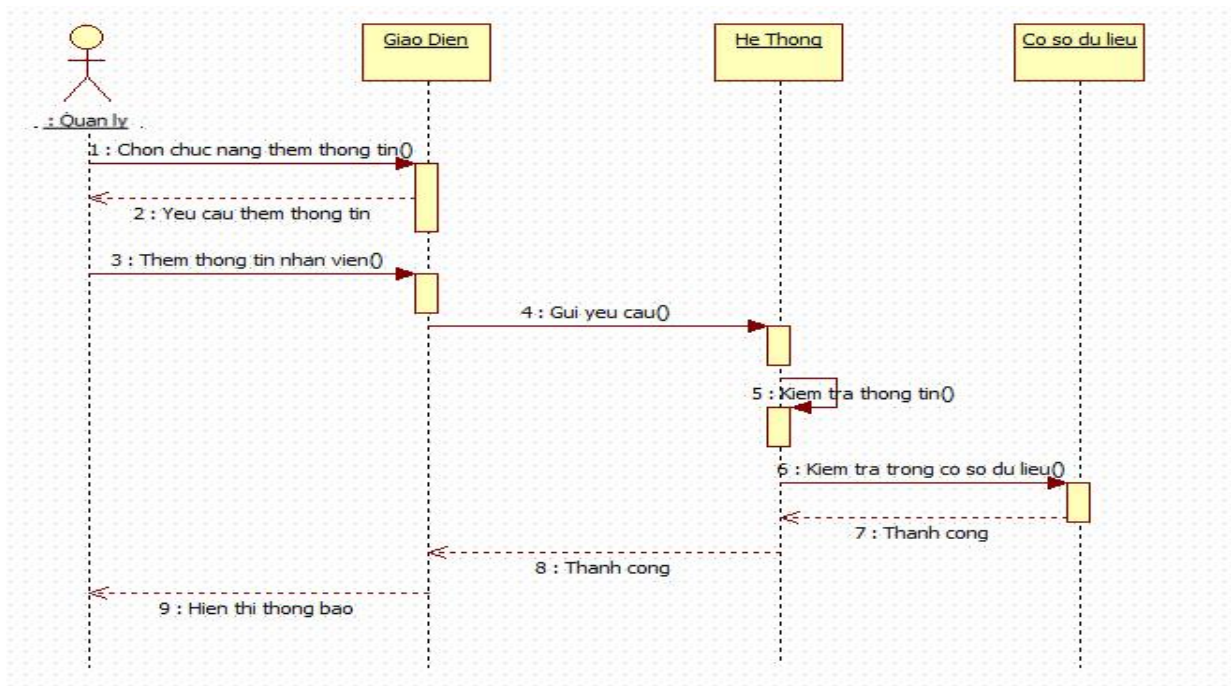 Giao Dien
He Thong
Co so du lieu
: Quan ly
1 : Chon chuc nang them thong tin()
2 : Yeu cau them thong tin
3 : Them thong tin nhan vien()
4 : Gui yeu cau()
5 : Kiem tra thong tin()
6 : Kiem tra trong co so du lieu()
7 : Thanh cong
8 : Thanh cong
9 : Hien thi thong bao